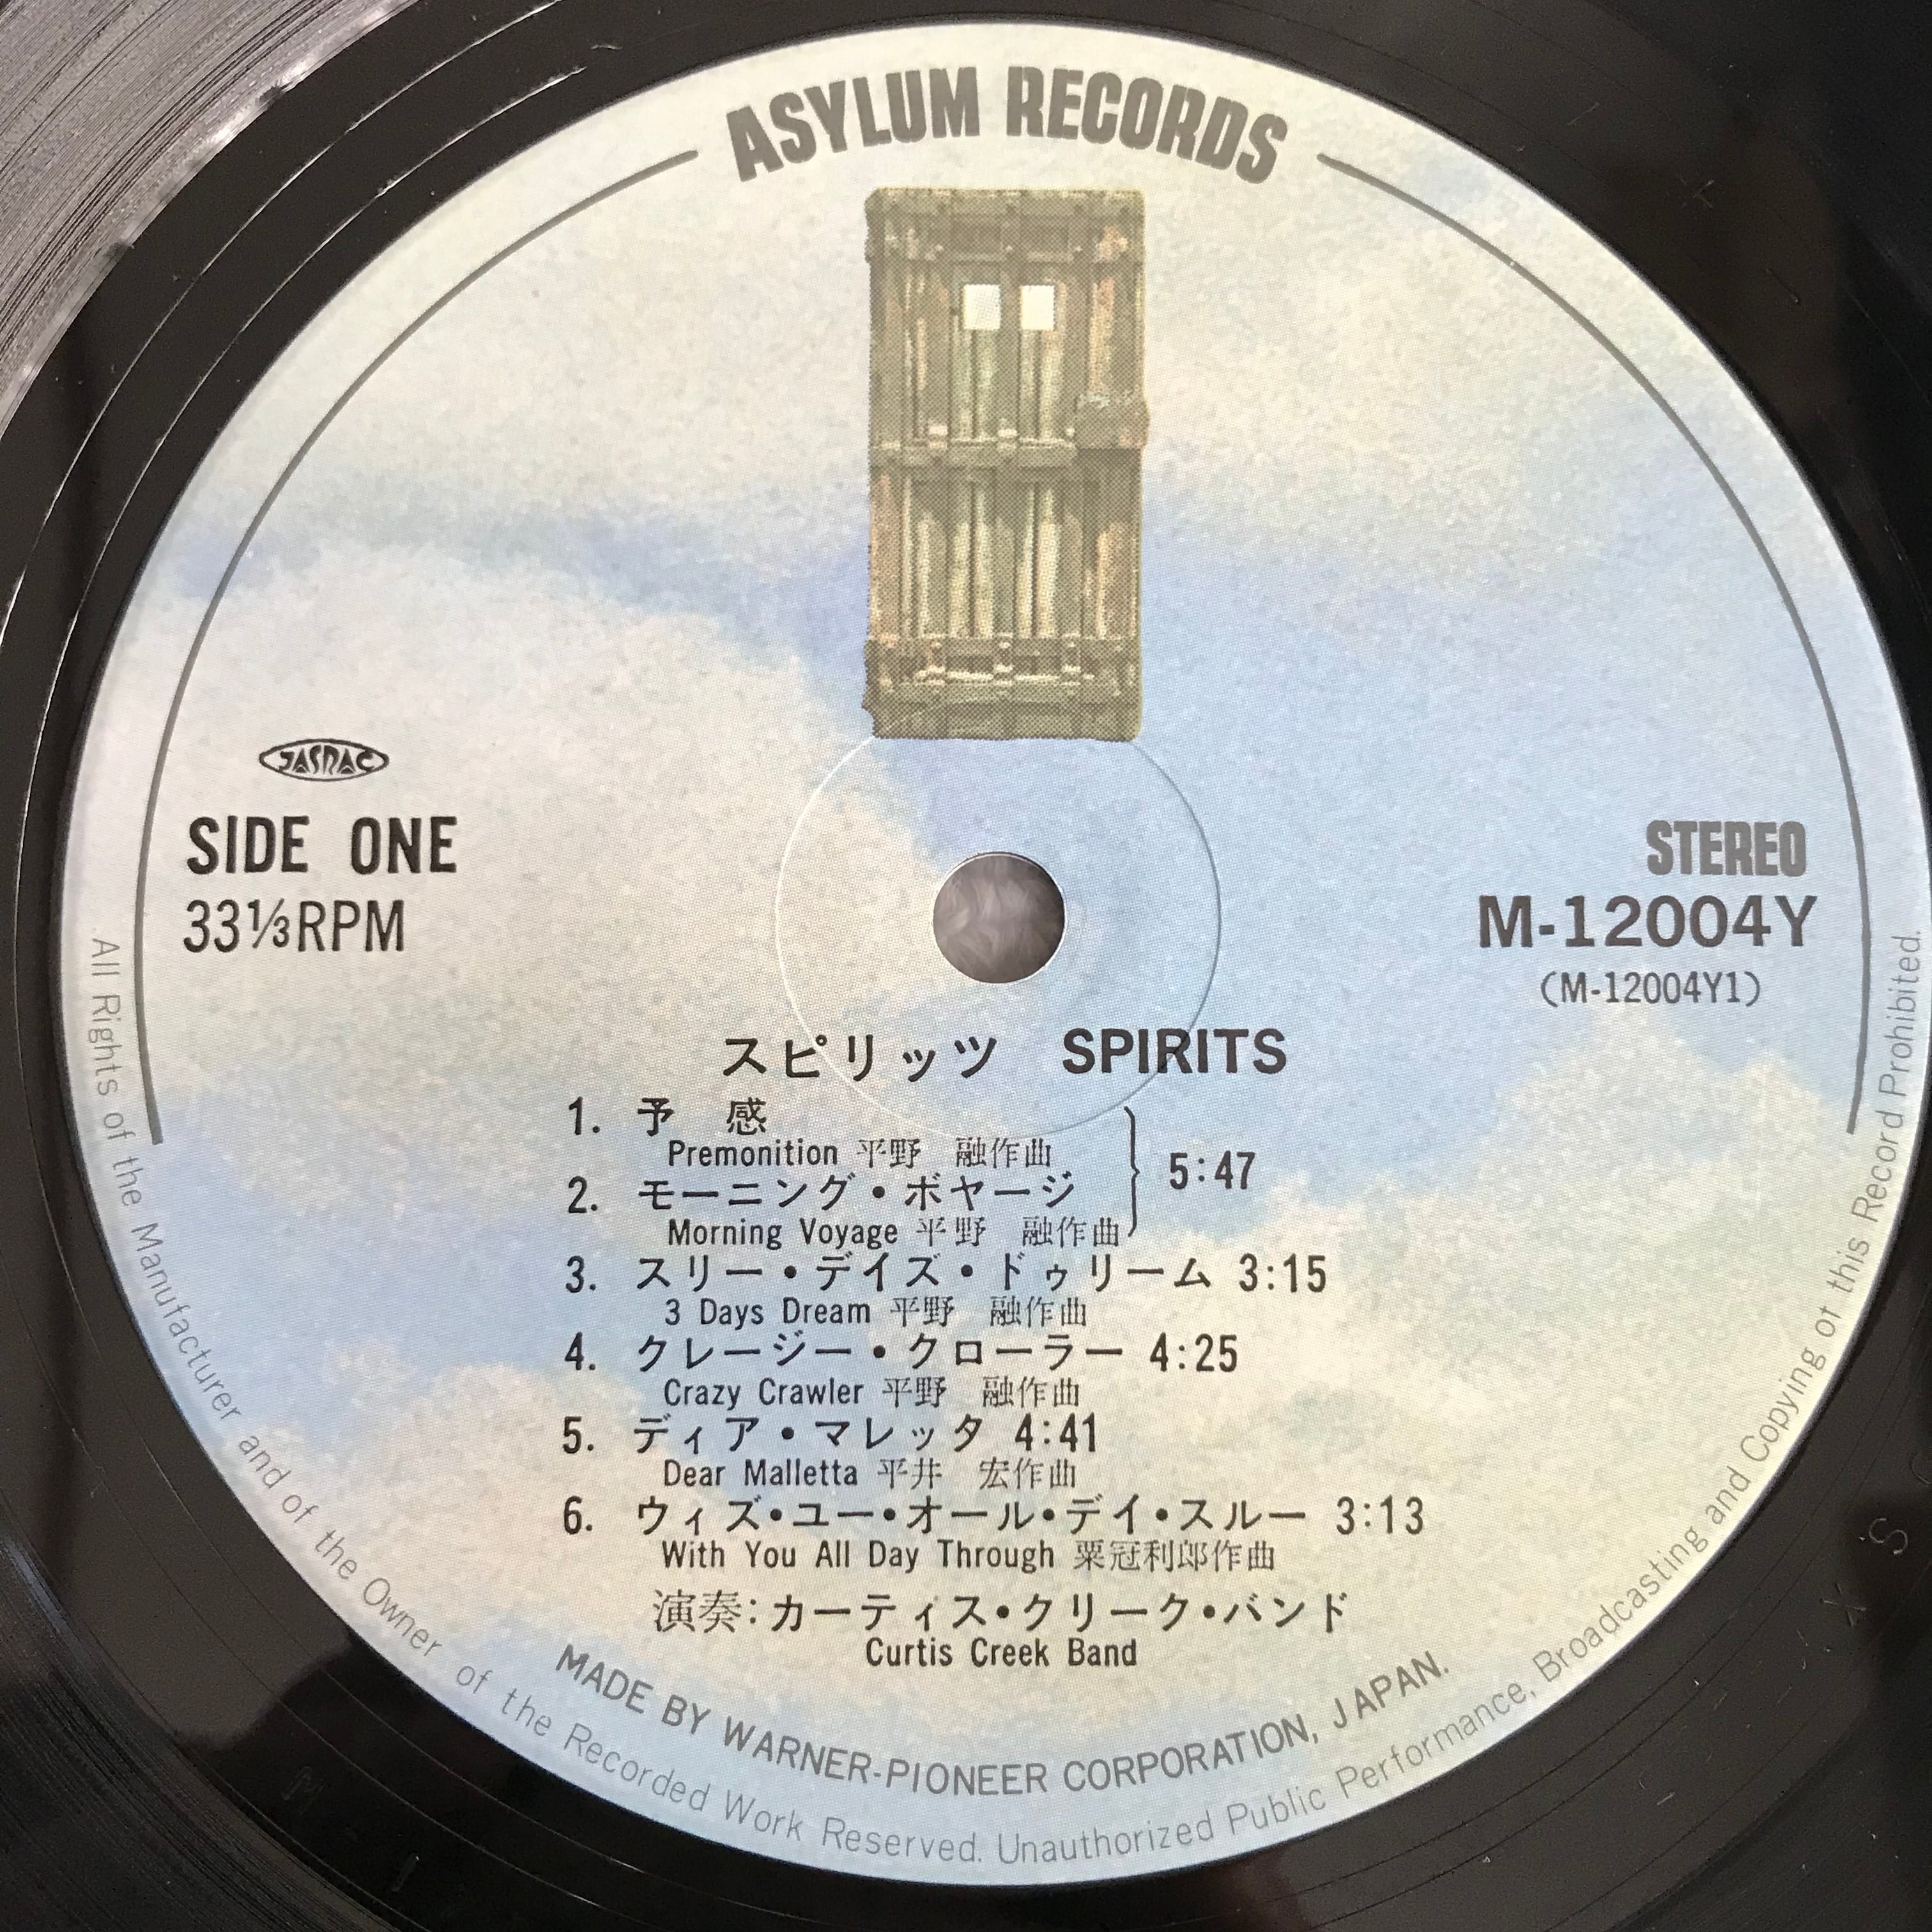 ASYLUM RECORDS
JASRAC
SIDE ONE
33⅓RPM
STEREO
M-12004Y
(M-12004Y1)
スピリッツ SPIRITS
1. 予 感
Premonition 平野 融作曲
5:47
2. モーニング・ボヤージ
Morning Voyage 平野 融作曲
3. スリー・デイズ・ドゥリーム 3:15
3 Days Dream 平野 融作曲
4. クレージー・クローラー 4:25
Crazy Crawler 平野 融作曲
5. ディア・マレッタ 4:41
Dear Malletta 平井 宏作曲
6. ウィズ・ユー・オール・デイ・スルー 3:13
With You All Day Through 粟冠利郎作曲
演奏:カーティス・クリーク・バンド
Curtis Creek Band
MADE BY WARNER-PIONEER CORPORATION, JAPAN.
All Rights of the Manufacturer and of the Owner of the Recorded Work Reserved. Unauthorized Public Performance, Broadcasting and Copying of this Record Prohibited.